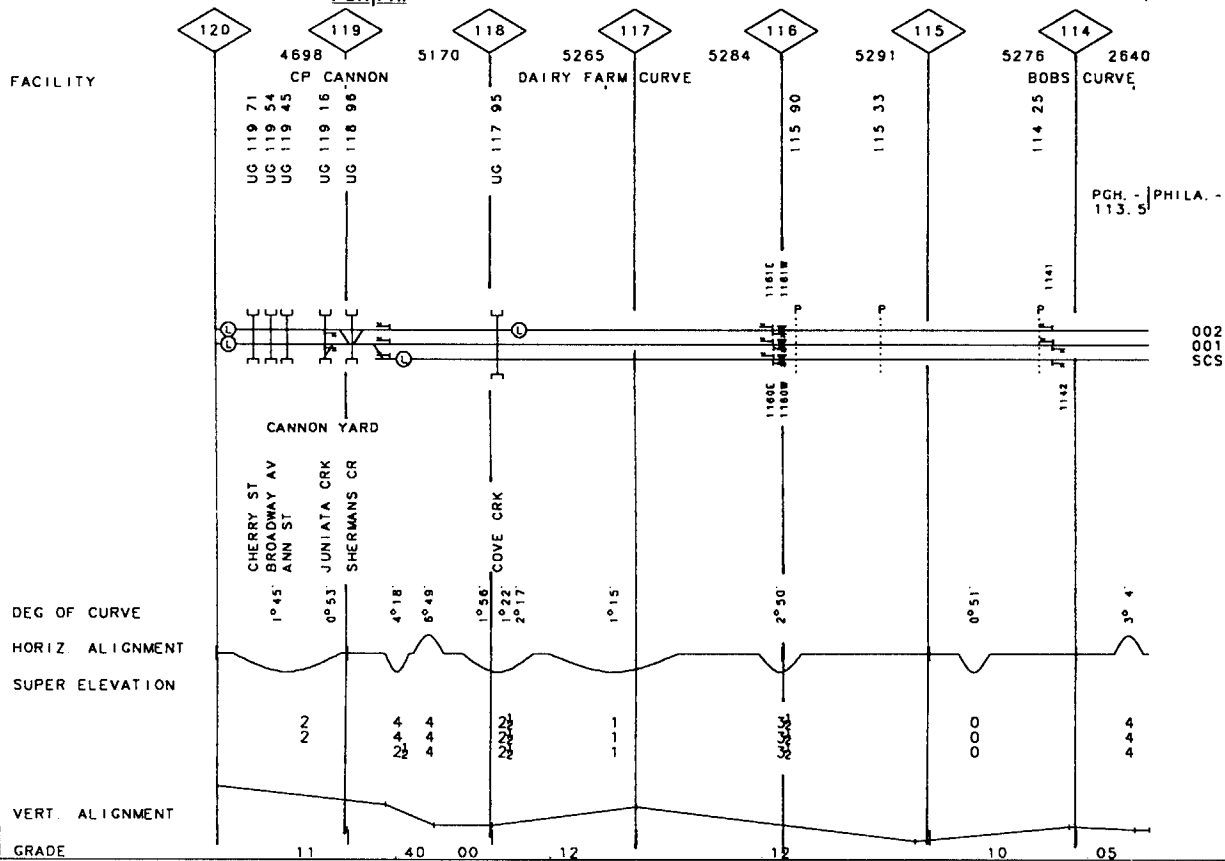 120 119 118 117 116 115 114
4698 5170 5265 5284 5291 5276 2640
FACILITY CP CANNON DAIRY FARM CURVE BOBS CURVE
UG 119 71
UG 119 54
UG 119 45
UG 119 16
UG 118 96
UG 117 95
115 90
115 33
114 25
PGH. - PHILA. -
113.5
1161E
1161W
1141
P P P
L L 002
L 001
L SCS
1160E
1160W
1142
CANNON YARD
CHERRY ST
BROADWAY AV
ANN ST
JUNIATA CRK
SHERMANS CR
COVE CRK
DEG OF CURVE 1°45' 0°53' 4°18' 6°49' 1°56' 1°22' 2°17' 1°15' 2°50' 0°51' 3° 4'
HORIZ. ALIGNMENT
SUPER ELEVATION
2 4 4 2½ 1 3½ 0 4
2 4 4 2½ 1 3½ 0 4
2½ 4 2½ 1 3½ 0 4
VERT. ALIGNMENT
GRADE 11 .40 00 .12 .12 10 .05